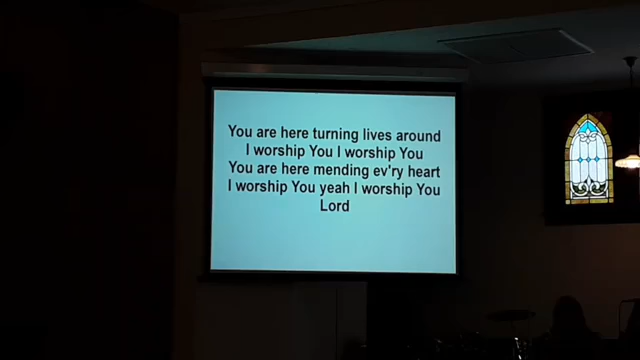 You are here turning lives around
I worship You I worship You
You are here mending ev'ry heart
I worship You yeah I worship You
Lord